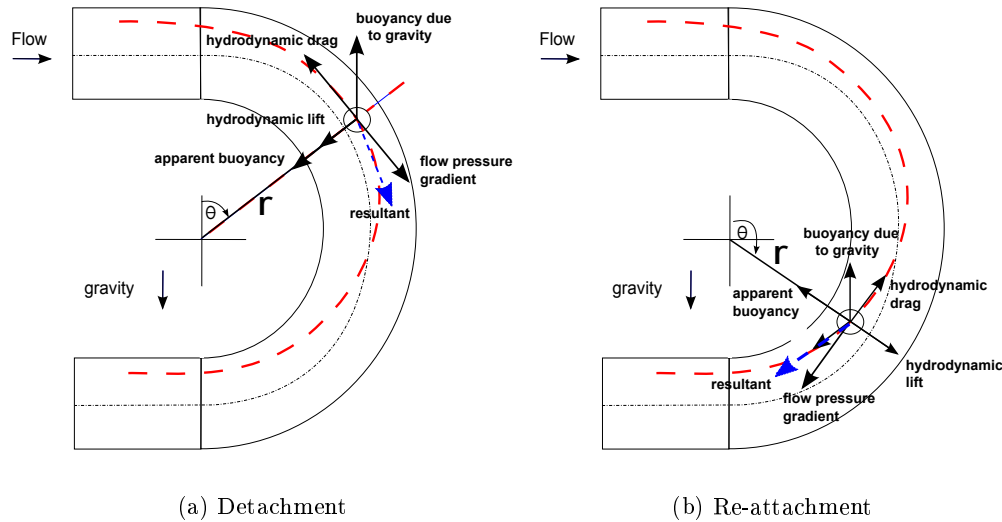 buoyancy due
to gravity
Flow
hydrodynamic drag
hydrodynamic lift
apparent buoyancy
flow pressure
gradient
θ
r
resultant
gravity
(a) Detachment
Flow
θ
r
buoyancy due
to gravity
gravity
apparent
buoyancy
hydrodynamic
drag
hydrodynamic
lift
resultant
flow pressure
gradient
(b) Re-attachment